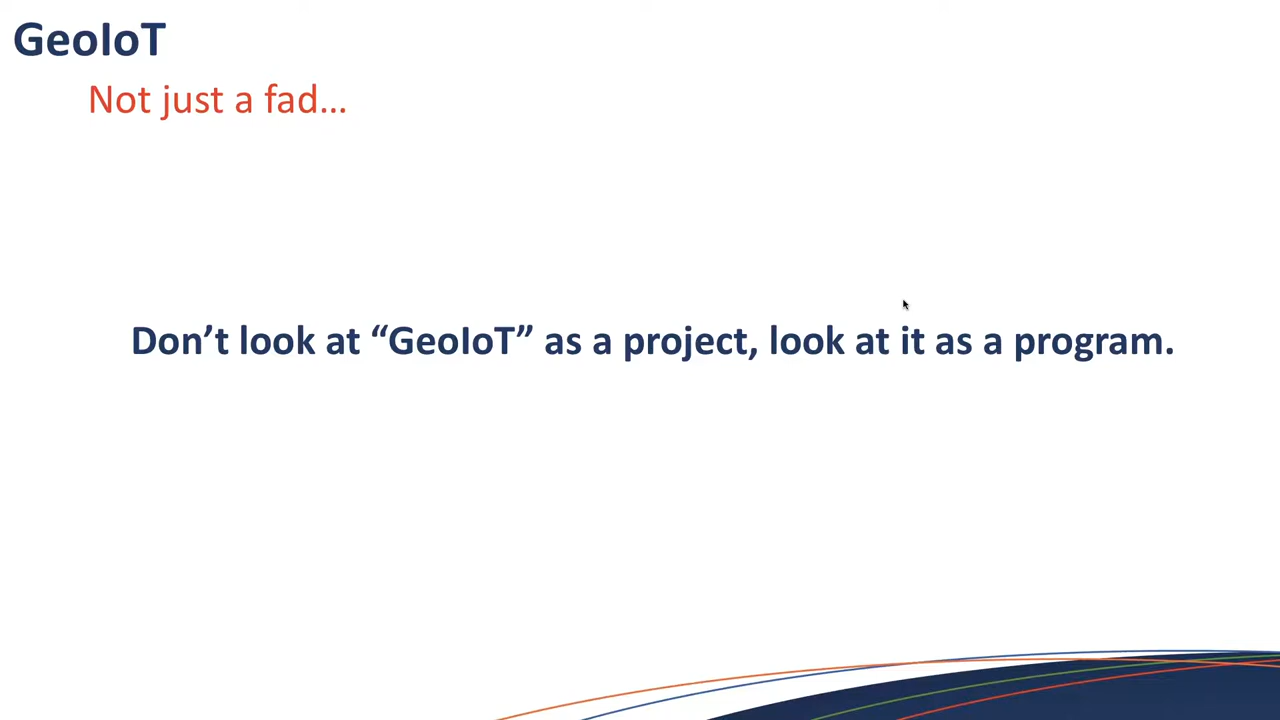 GeoIoT
Not just a fad…
Don’t look at “GeoIoT” as a project, look at it as a program.